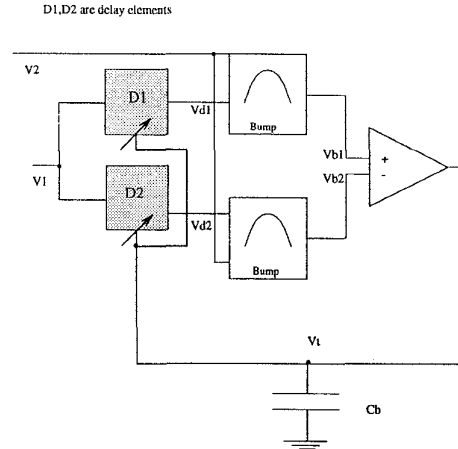 D1,D2 are delay elements
V2
D1
Vd1
Bump
V1
Vb1
+
D2
Vb2
-
Vd2
Bump
Vt
Cb